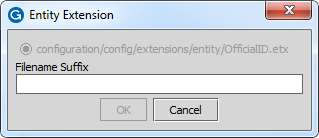 Entity Extension
configuration/config/extensions/entity/OfficialID.etx
Filename Suffix
OK Cancel